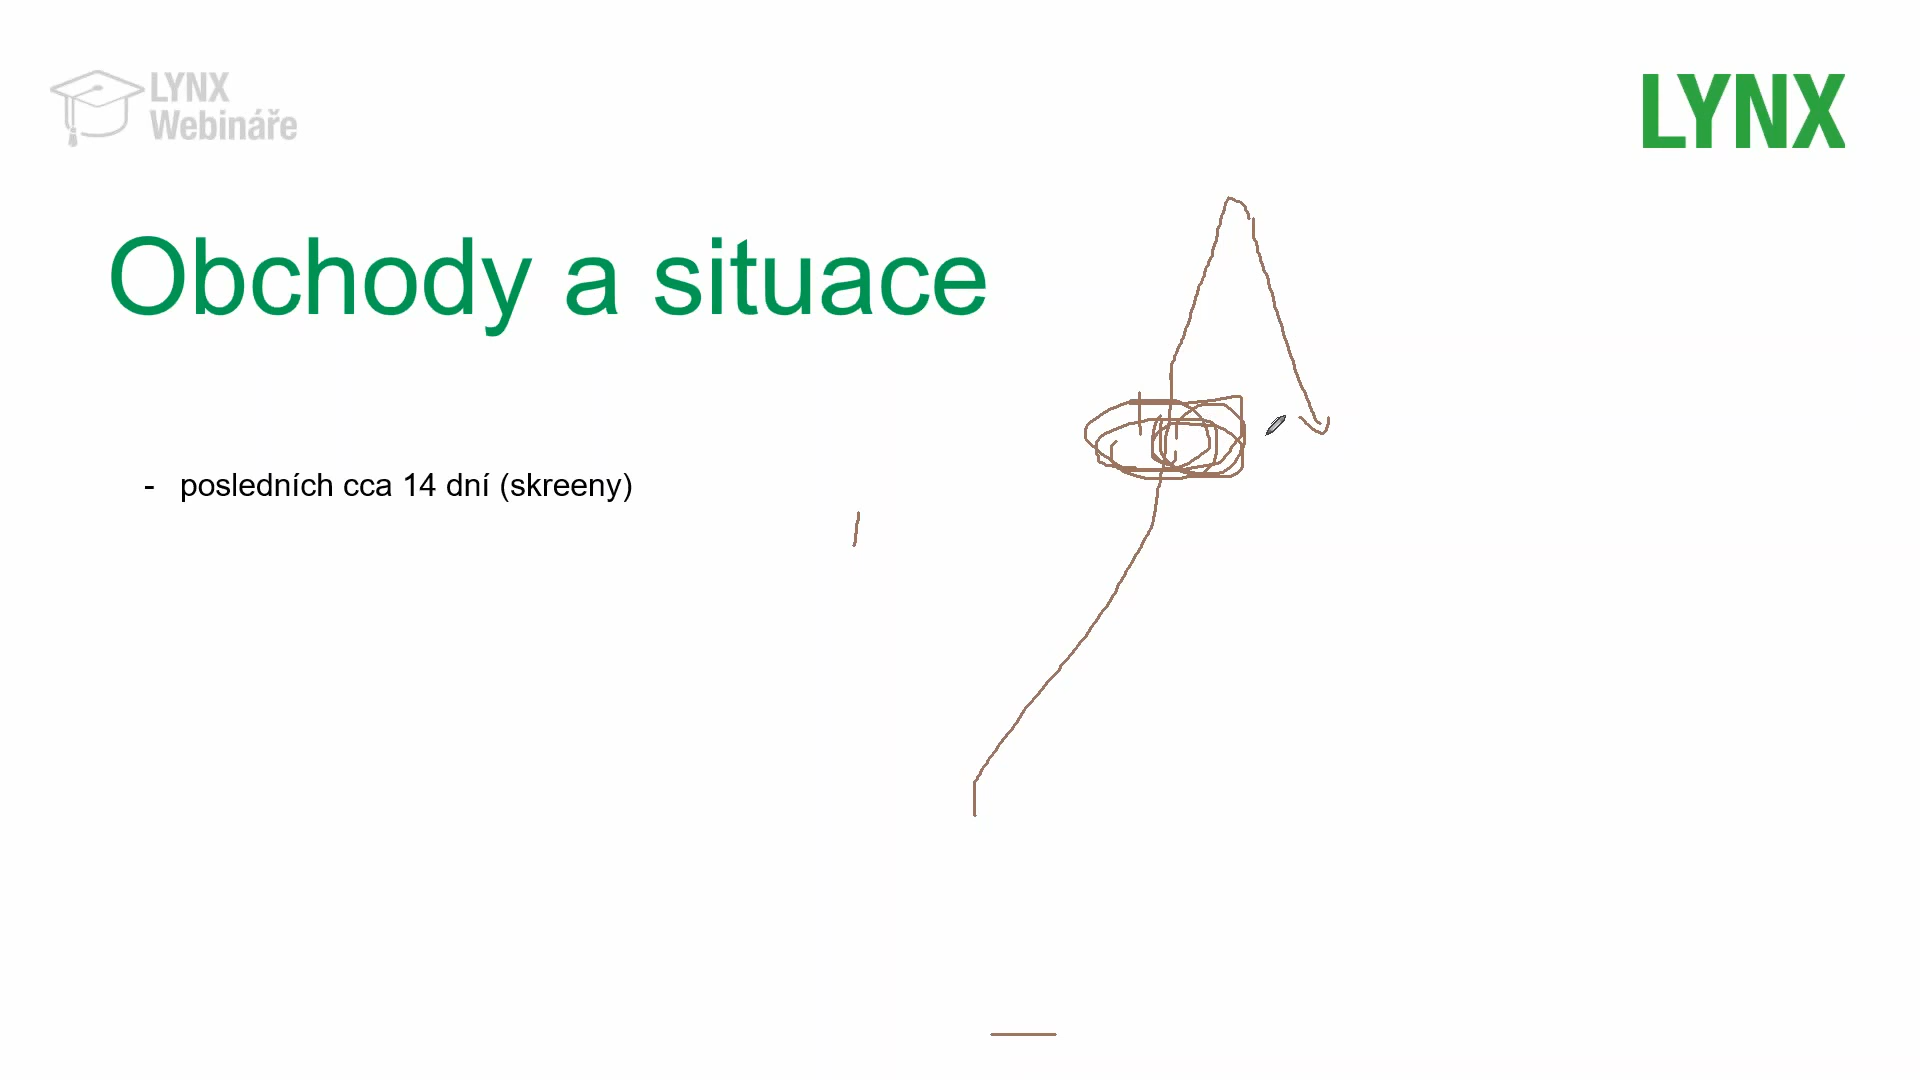 LYNX
Webináře
LYNX
Obchody a situace
- posledních cca 14 dní (skreeny)